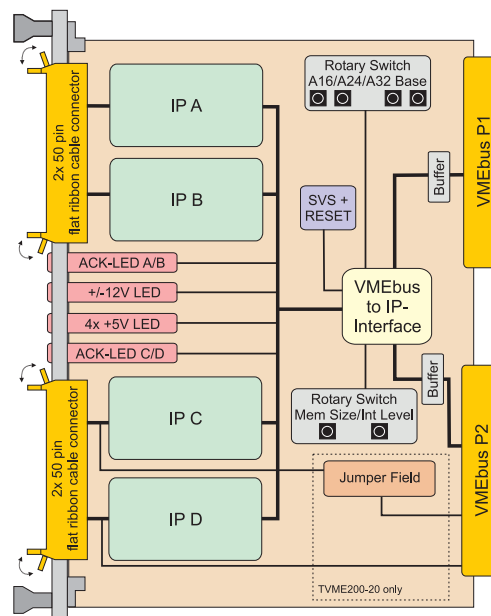 Rotary Switch
A16/A24/A32 Base
IP A
2x 50 pin
flat ribbon cable connector
VMEbus P1
Buffer
IP B
SVS +
RESET
ACK-LED A/B
+/-12V LED
4x +5V LED
ACK-LED C/D
VMEbus
to IP-
Interface
Buffer
Rotary Switch
Mem Size/Int Level
IP C
2x 50 pin
flat ribbon cable connector
VMEbus P2
Jumper Field
IP D
TVME200-20 only